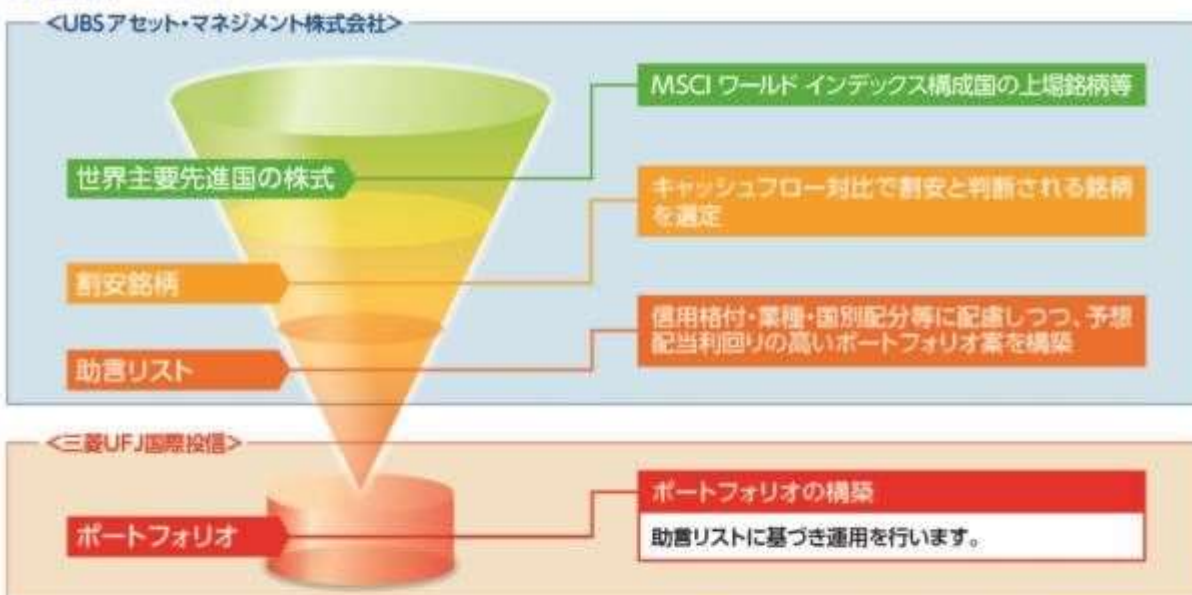 <UBSアセット・マネジメント株式会社>
MSCI ワールド インデックス構成国の上場銘柄等
世界主要先進国の株式
キャッシュフロー対比で割安と判断される銘柄
を選定
割安銘柄
信用格付・業種・国別配分等に配慮しつつ、予想
配当利回りの高いポートフォリオ案を構築
助言リスト
<三菱UFJ国際投信>
ポートフォリオの構築
ポートフォリオ
助言リストに基づき運用を行います。